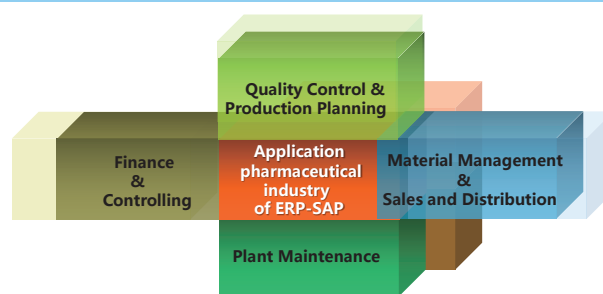 Quality Control &
Production Planning
Finance
&
Controlling
Application
pharmaceutical
industry
of ERP-SAP
Material Management
&
Sales and Distribution
Plant Maintenance